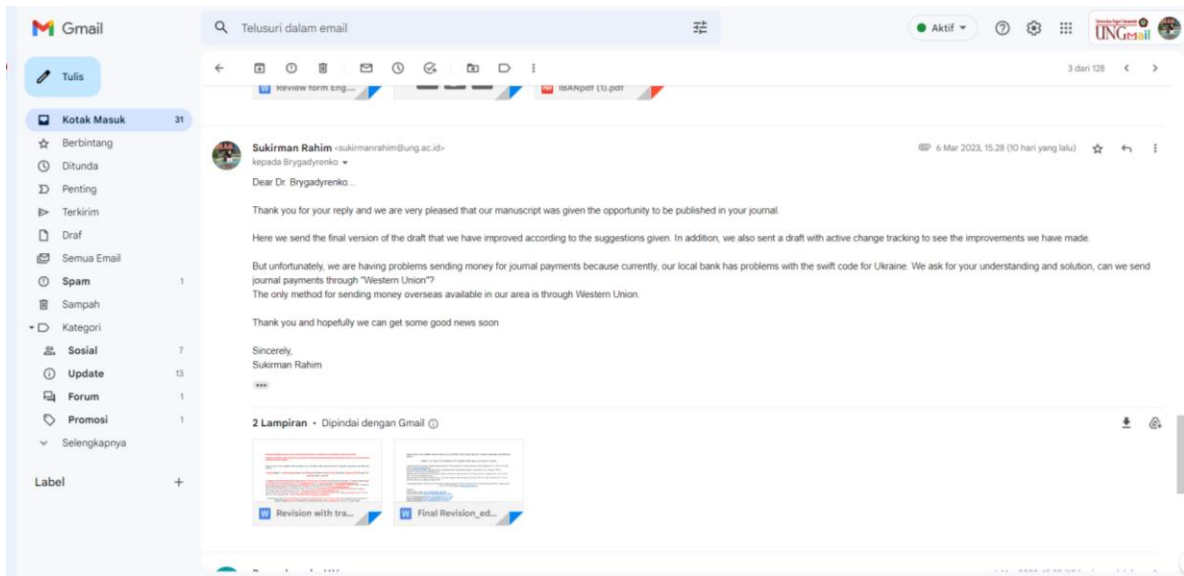 Gmail
Telusuri dalam email
Aktif
UNGmail
Tulis
3 dari 128
Review form Eng....
IBANpdf (1).pdf
Kotak Masuk 31
Berbintang
Ditunda
Penting
Terkirim
Draf
Semua Email
Spam 1
Sampah
Kategori
Sosial 7
Update 13
Forum 1
Promosi 1
Selengkapnya
Label
Sukirman Rahim <sukirmanrahim@ung.ac.id>
6 Mar 2023, 15.28 (10 hari yang lalu)
kepada Brygadyrenko
Dear Dr. Brygadyrenko...
Thank you for your reply and we are very pleased that our manuscript was given the opportunity to be published in your journal.
Here we send the final version of the draft that we have improved according to the suggestions given. In addition, we also sent a draft with active change tracking to see the improvements we have made.
But unfortunately, we are having problems sending money for journal payments because currently, our local bank has problems with the swift code for Ukraine. We ask for your understanding and solution, can we send
journal payments through "Western Union"?
The only method for sending money overseas available in our area is through Western Union.
Thank you and hopefully we can get some good news soon
Sincerely,
Sukirman Rahim
2 Lampiran • Dipindai dengan Gmail
Revision with tra...
Final Revision_ed...